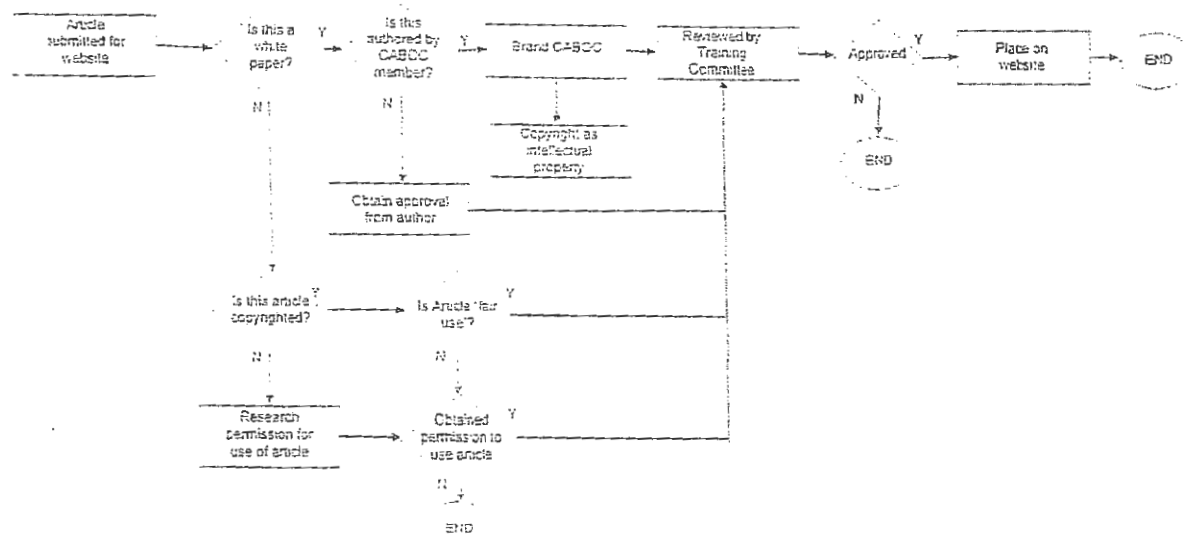 Article
submitted for
website
Is this a
white
paper?
Y
Is this
authored by
CABOC
member?
Y
Brand CABOC
Reviewed by
Training
Committee
Approved
Y
Place on
website
END
N
N
N
END
Copyright as
intellectual
property
Obtain approval
from author
Is this article
copyrighted?
Y
Is Article "fair
use"?
Y
N
N
Research
permission for
use of article
Obtained
permission to
use article
Y
N
END